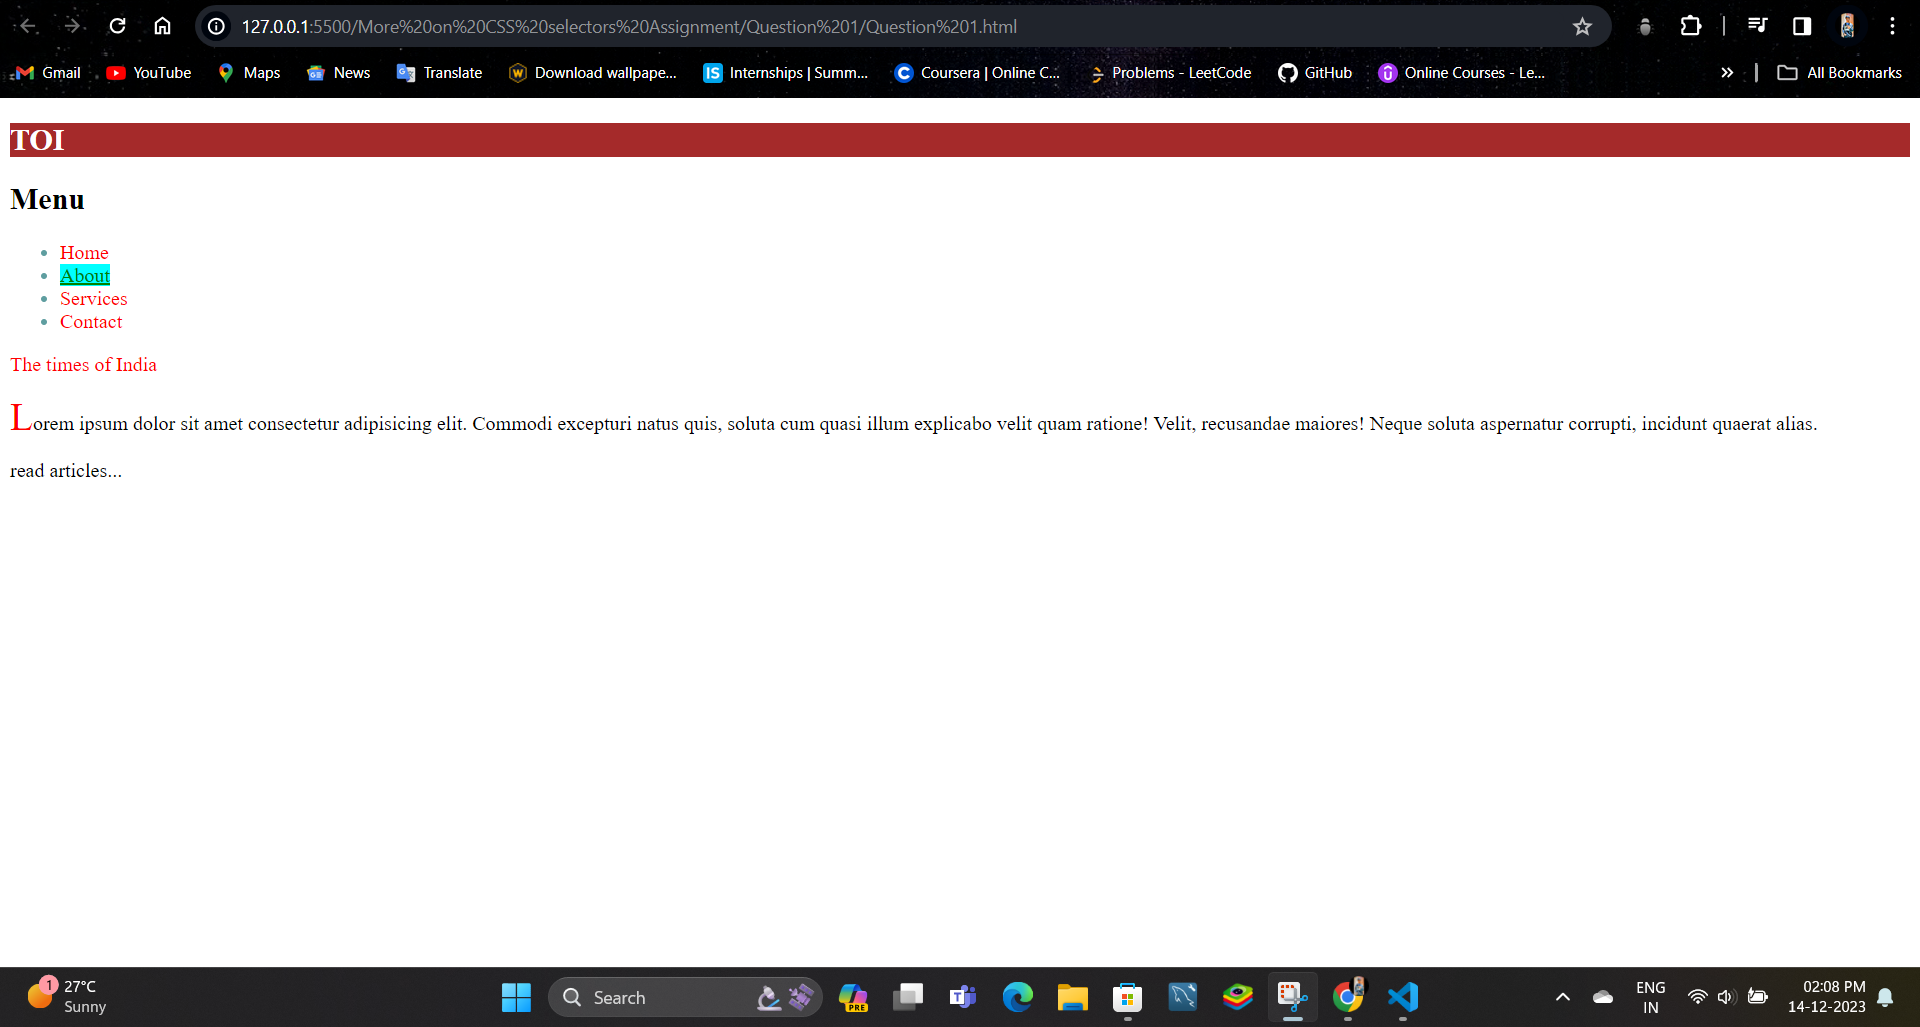 127.0.0.1:5500/More%20on%20CSS%20selectors%20Assignment/Question%201/Question%201.html
Gmail YouTube Maps News Translate Download wallpape... Internships | Summ... Coursera | Online C... Problems - LeetCode GitHub Online Courses - Le... » All Bookmarks
TOI
Menu
• Home
• About
• Services
• Contact
The times of India
Lorem ipsum dolor sit amet consectetur adipisicing elit. Commodi excepturi natus quis, soluta cum quasi illum explicabo velit quam ratione! Velit, recusandae maiores! Neque soluta aspernatur corrupti, incidunt quaerat alias.
read articles...
1 27°C
Sunny
Search
PRE
ENG
IN
02:08 PM
14-12-2023